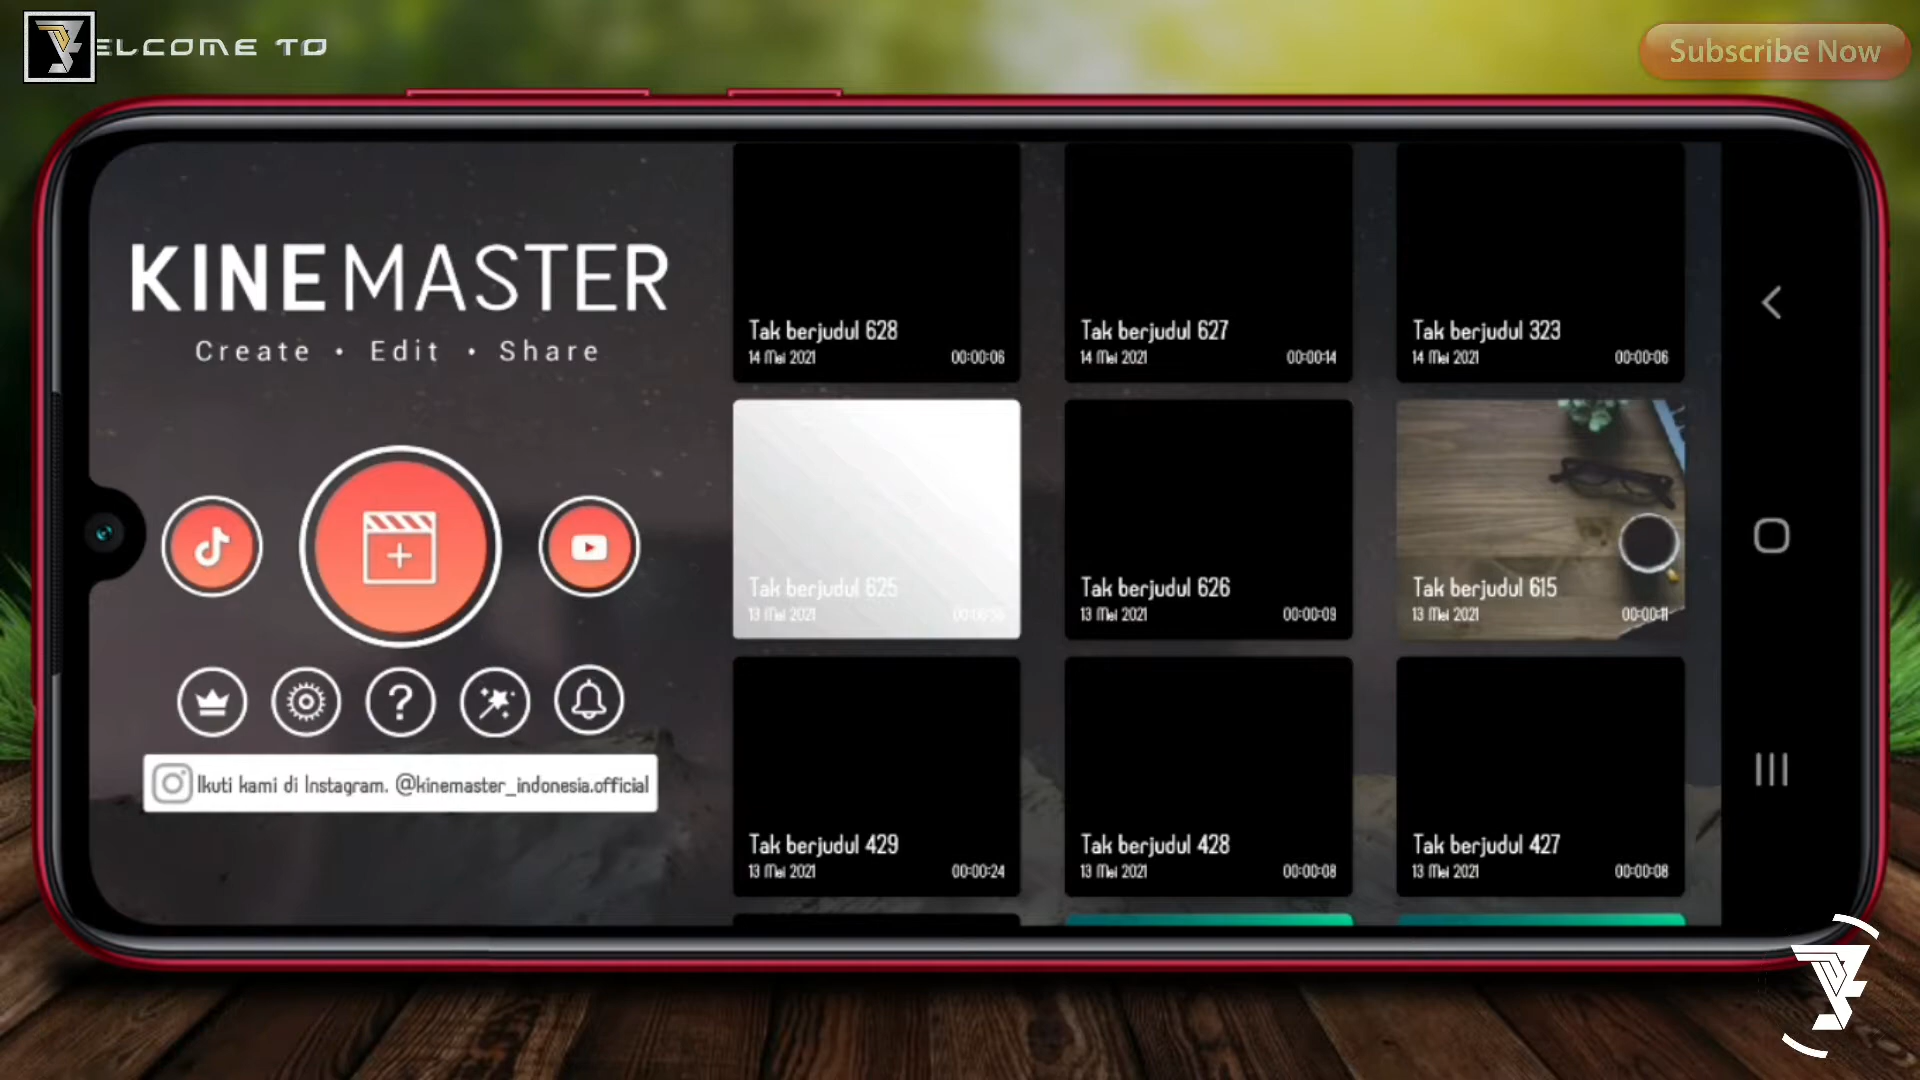 ELCOME TO
Subscribe Now
KINEMASTER
Create • Edit • Share
Ikuti kami di Instagram. @kinemaster_indonesia.official
Tak berjudul 628
14 Mei 2021 00:00:06
Tak berjudul 627
14 Mei 2021 00:00:14
Tak berjudul 323
14 Mei 2021 00:00:06
Tak berjudul 625
13 Mei 2021
Tak berjudul 626
13 Mei 2021 00:00:09
Tak berjudul 615
13 Mei 2021 00:00:11
Tak berjudul 429
13 Mei 2021 00:00:24
Tak berjudul 428
13 Mei 2021 00:00:08
Tak berjudul 427
13 Mei 2021 00:00:08